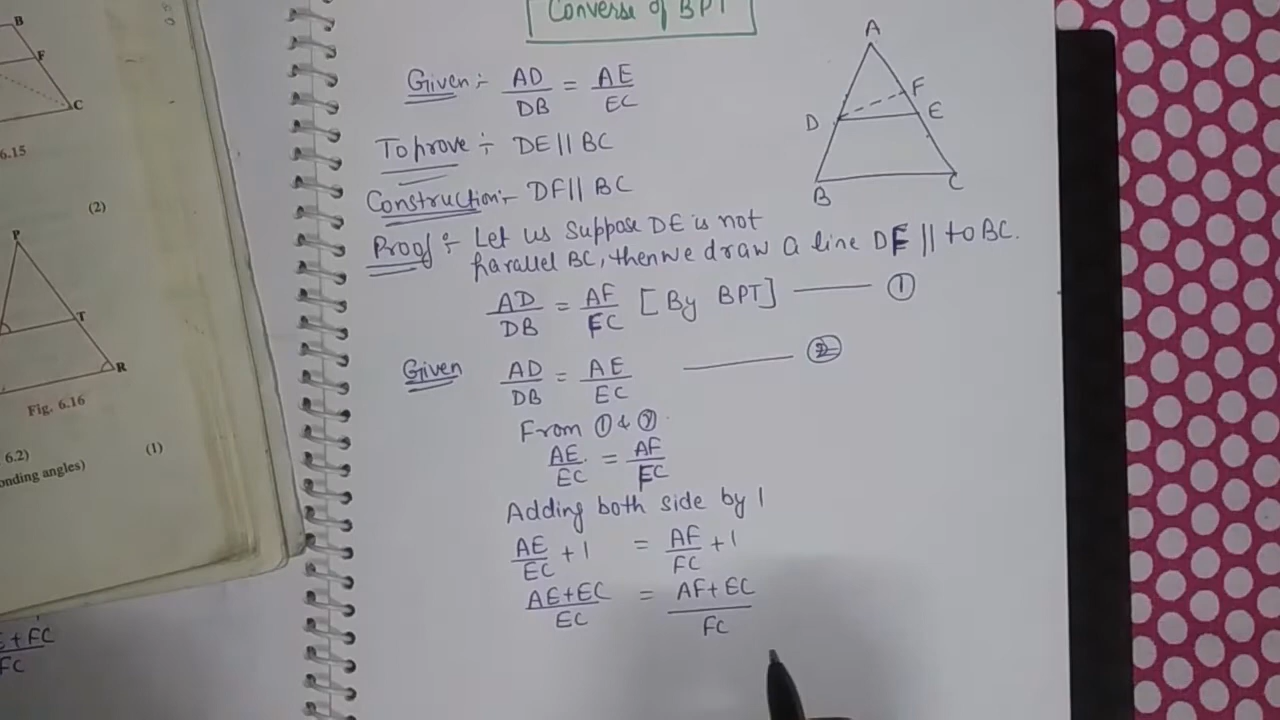 Converse of BPT
Given :- AD/DB = AE/EC
To prove :- DE || BC
Construction:- DF || BC
Proof :- Let us suppose DE is not
parallel BC, then we draw a line DF || to BC.
AD/DB = AF/FC [By BPT] —— ①
Given AD/DB = AE/EC —— ②
From ① & ②
AE/EC = AF/FC
Adding both side by 1
AE/EC + 1 = AF/FC + 1
AE+EC/EC = AF+EC/FC
A
F
D
E
B
C
B
F
C
6.15
(2)
P
T
R
Fig. 6.16
6.2)
(1)
onding angles)
+ FC
FC